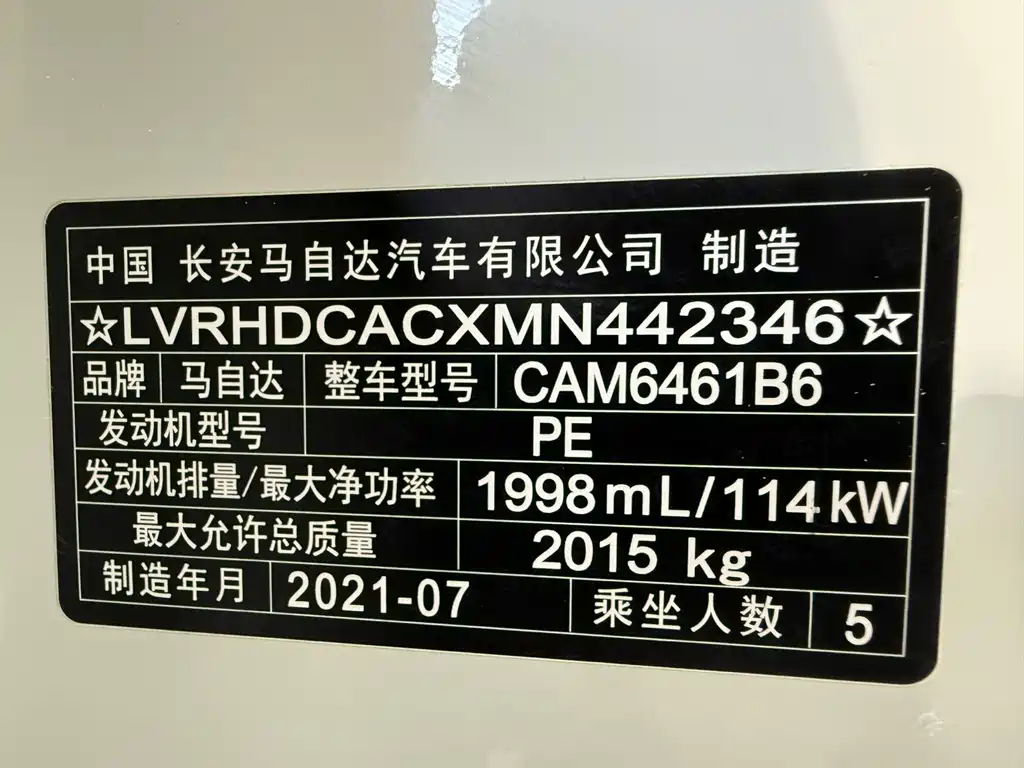 中国 长安马自达汽车有限公司 制造
☆LVRHDCACXMN442346☆
品牌 马自达 整车型号 CAM6461B6
发动机型号 PE
发动机排量/最大净功率 1998mL/114kW
最大允许总质量 2015 kg
制造年月 2021-07 乘坐人数 5